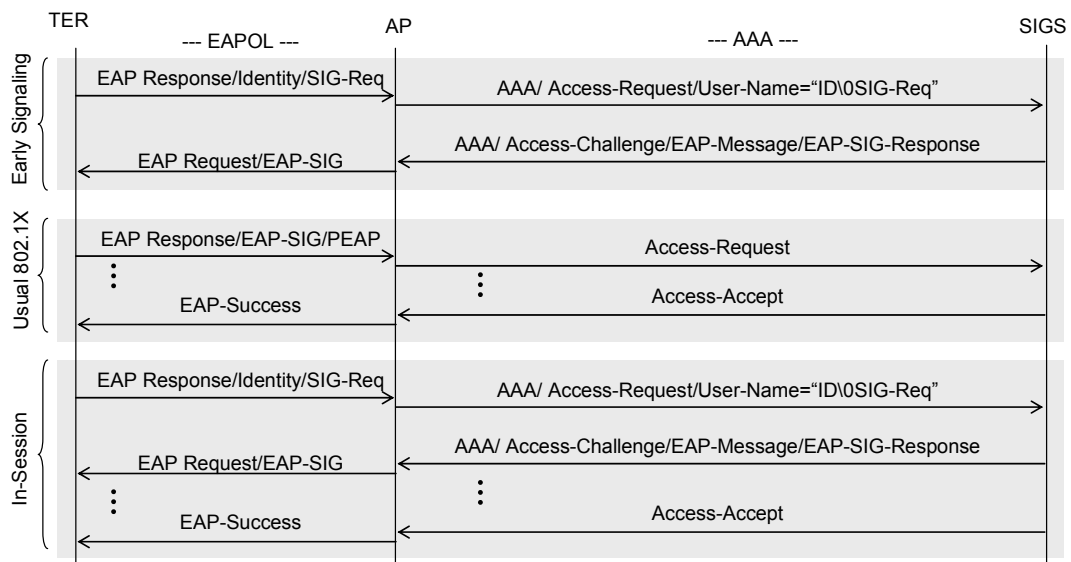 TER
AP
SIGS
--- EAPOL ---
--- AAA ---
Early Signaling
EAP Response/Identity/SIG-Req
AAA/ Access-Request/User-Name=“ID\0SIG-Req”
AAA/ Access-Challenge/EAP-Message/EAP-SIG-Response
EAP Request/EAP-SIG
Usual 802.1X
EAP Response/EAP-SIG/PEAP
Access-Request
Access-Accept
EAP-Success
In-Session
EAP Response/Identity/SIG-Req
AAA/ Access-Request/User-Name=“ID\0SIG-Req”
AAA/ Access-Challenge/EAP-Message/EAP-SIG-Response
EAP Request/EAP-SIG
Access-Accept
EAP-Success